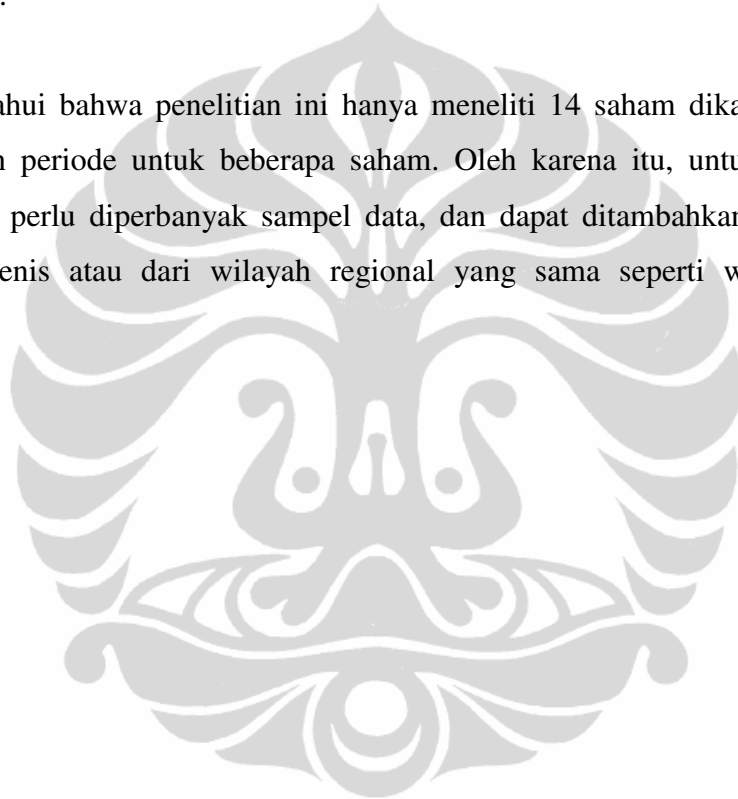 .
ahui bahwa penelitian ini hanya meneliti 14 saham dika
n periode untuk beberapa saham. Oleh karena itu, untu
perlu diperbanyak sampel data, dan dapat ditambahkan
enis atau dari wilayah regional yang sama seperti w